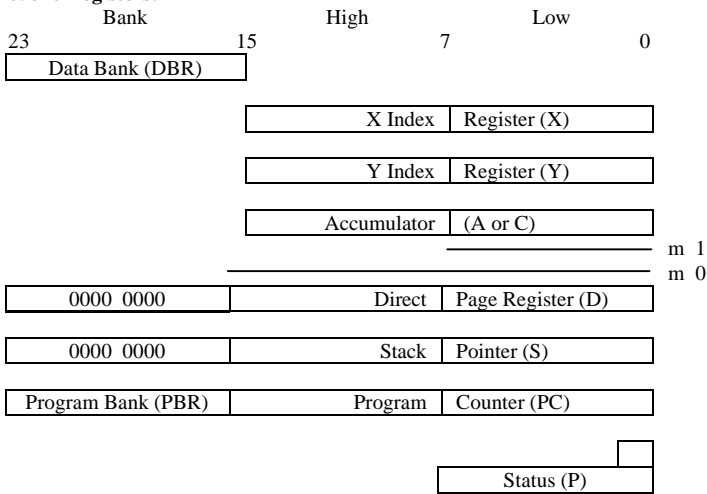 Bank High Low
23 15 7 0
Data Bank (DBR)
X Index Register (X)
Y Index Register (Y)
Accumulator (A or C)
m 1
m 0
0000 0000 Direct Page Register (D)
0000 0000 Stack Pointer (S)
Program Bank (PBR) Program Counter (PC)
Status (P)